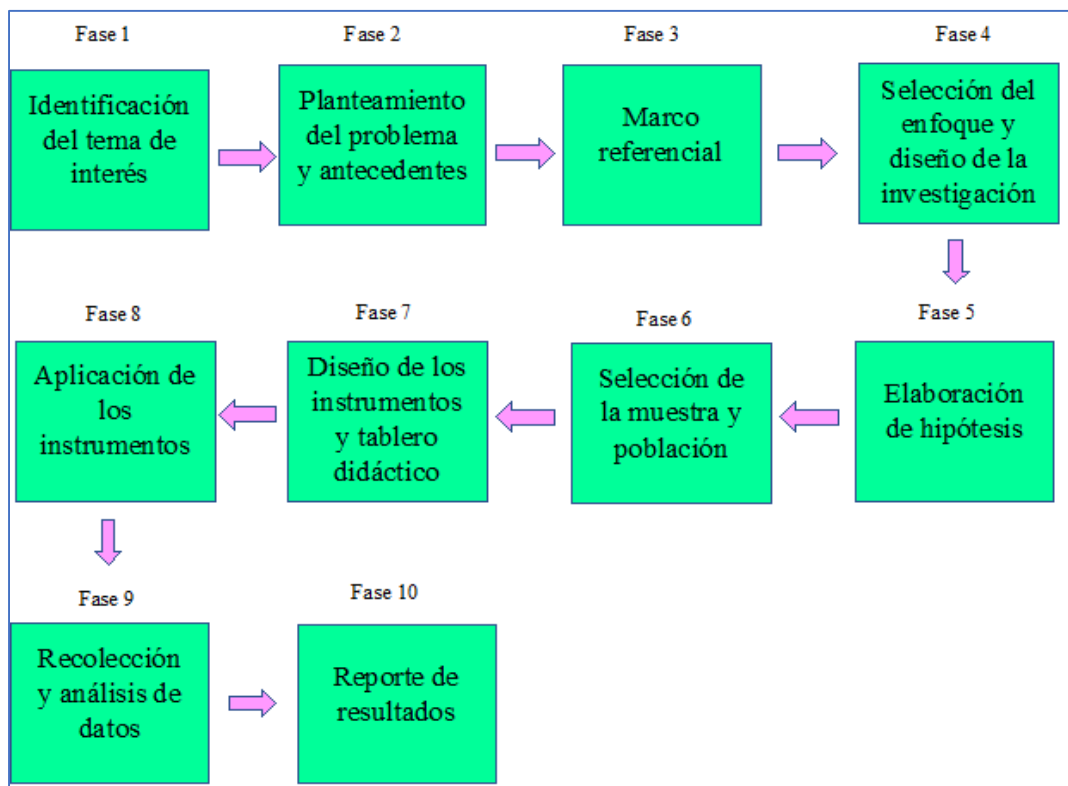 Fase 1
Identificación
del tema de
interés
Fase 2
Planteamiento
del problema
y antecedentes
Fase 3
Marco
referencial
Fase 4
Selección del
enfoque y
diseño de la
investigación
Fase 5
Elaboración
de hipótesis
Fase 6
Selección de
la muestra y
población
Fase 7
Diseño de los
instrumentos
y tablero
didáctico
Fase 8
Aplicación de
los
instrumentos
Fase 9
Recolección
y análisis de
datos
Fase 10
Reporte de
resultados